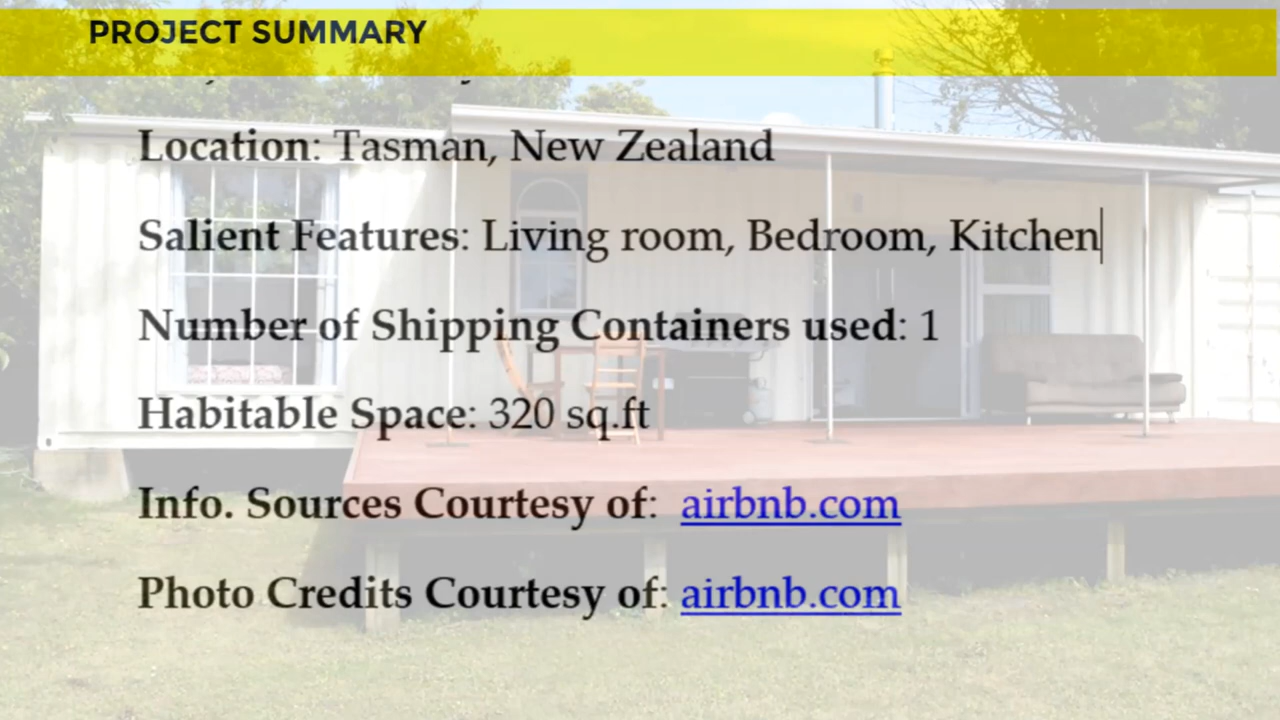 PROJECT SUMMARY
Location: Tasman, New Zealand
Salient Features: Living room, Bedroom, Kitchen
Number of Shipping Containers used: 1
Habitable Space: 320 sq.ft
Info. Sources Courtesy of: airbnb.com
Photo Credits Courtesy of: airbnb.com